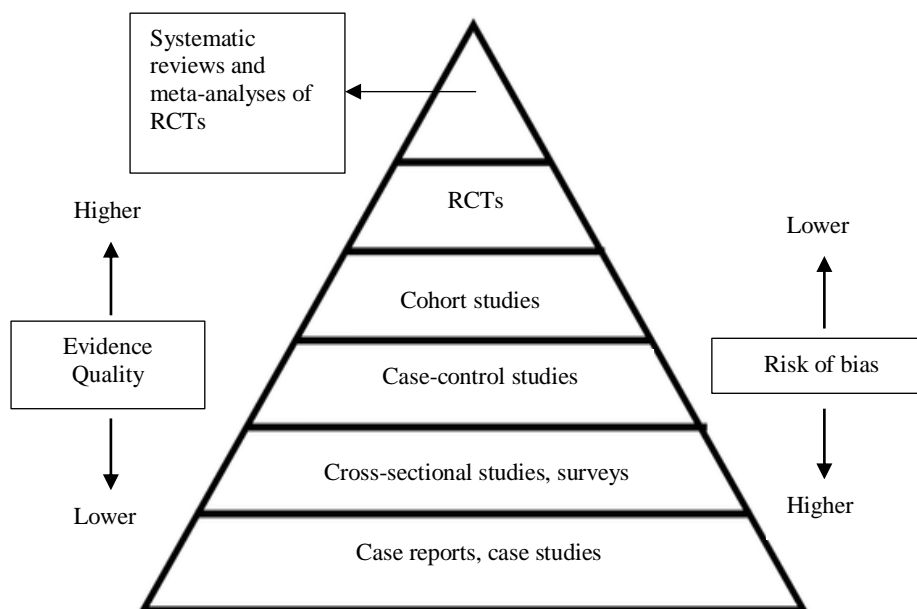 Systematic
reviews and
meta-analyses of
RCTs
RCTs
Higher
Lower
Cohort studies
Evidence
Quality
Risk of bias
Case-control studies
Cross-sectional studies, surveys
Lower
Higher
Case reports, case studies